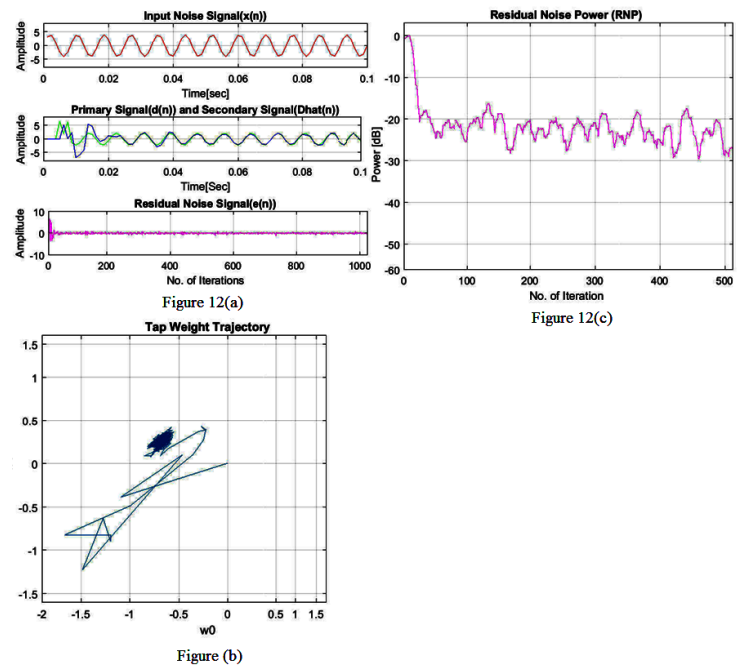 Input Noise Signal(x(n))
Amplitude
5
0
-5
0 0.02 0.04 0.06 0.08 0.1
Time[sec]
Primary Signal(d(n)) and Secondary Signal(Dhat(n))
Amplitude
5
0
-5
0 0.02 0.04 0.06 0.08 0.1
Time[Sec]
Residual Noise Signal(e(n))
Amplitude
10
0
-10
0 200 400 600 800 1000
No. of Iterations
Figure 12(a)
Residual Noise Power (RNP)
Power [dB]
0
-10
-20
-30
-40
-50
-60
0 100 200 300 400 500
No. of Iteration
Figure 12(c)
Tap Weight Trajectory
1.5
1
0.5
0
-0.5
-1
-1.5
-2 -1.5 -1 -0.5 0 0.5 1 1.5
w0
Figure (b)